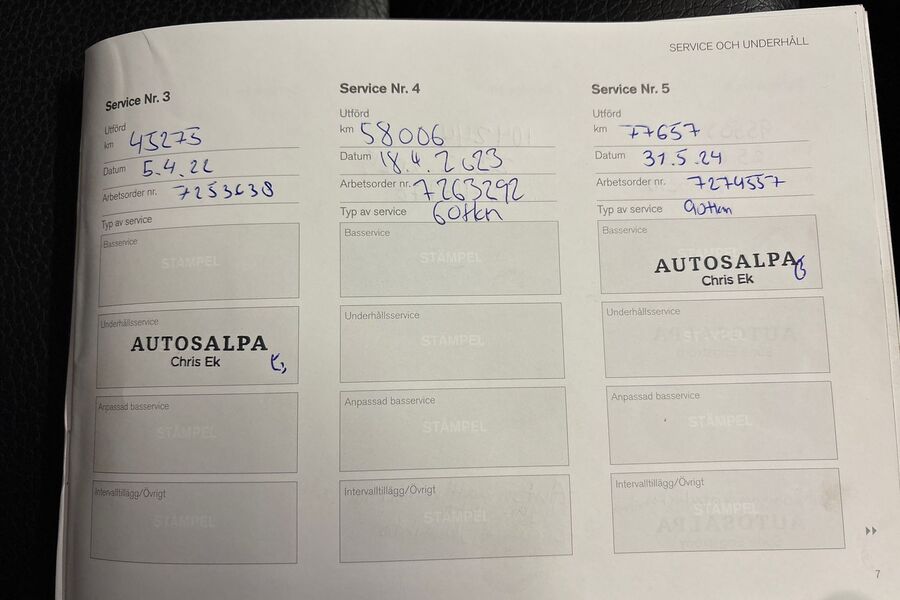 SERVICE OCH UNDERHÅLL
Service Nr. 3
Utförd
km 45275
Datum 5.4.22
Arbetsorder nr. 7253638
Typ av service
Basservice
STÄMPEL
Underhållsservice
AUTOSALPA
Chris Ek
Anpassad basservice
STÄMPEL
Intervalltillägg/Övrigt
STÄMPEL
Service Nr. 4
Utförd
km 58006
Datum 18.4.2023
Arbetsorder nr. 7263292
Typ av service 60tkm
Basservice
STÄMPEL
Underhållsservice
STÄMPEL
Anpassad basservice
STÄMPEL
Intervalltillägg/Övrigt
STÄMPEL
Service Nr. 5
Utförd
km 77657
Datum 31.5.24
Arbetsorder nr. 7274557
Typ av service 90tkm
Basservice
AUTOSALPA
Chris Ek
Underhållsservice
Anpassad basservice
STÄMPEL
Intervalltillägg/Övrigt
STÄMPEL
7